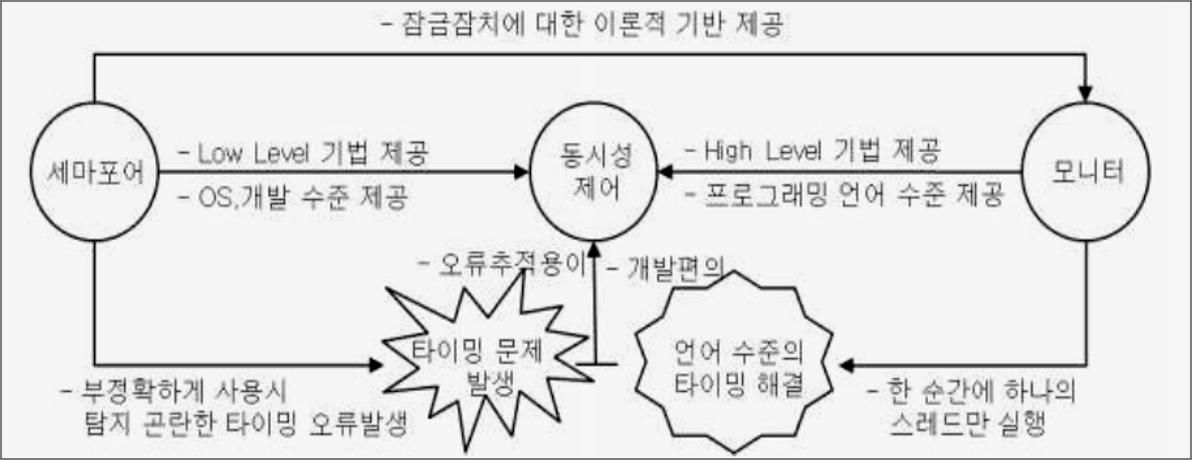 - 잠금잠치에 대한 이론적 기반 제공
세마포어
- Low Level 기법 제공
- OS,개발 수준 제공
동시성
제어
- High Level 기법 제공
- 프로그래밍 언어 수준 제공
모니터
- 오류추적용이
- 개발편의
타이밍 문제
발생
언어 수준의
타이밍 해결
- 부정확하게 사용시
탐지 곤란한 타이밍 오류발생
- 한 순간에 하나의
스레드만 실행